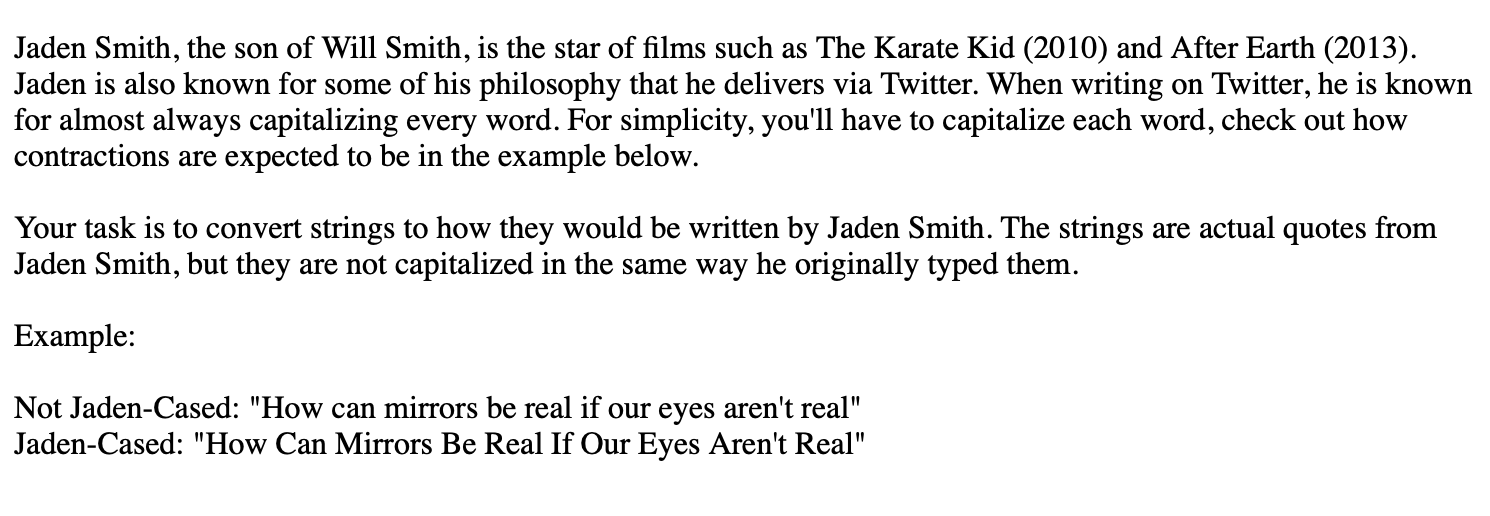 Jaden Smith, the son of Will Smith, is the star of films such as The Karate Kid (2010) and After Earth (2013).
Jaden is also known for some of his philosophy that he delivers via Twitter. When writing on Twitter, he is known
for almost always capitalizing every word. For simplicity, you'll have to capitalize each word, check out how
contractions are expected to be in the example below.
Your task is to convert strings to how they would be written by Jaden Smith. The strings are actual quotes from
Jaden Smith, but they are not capitalized in the same way he originally typed them.
Example:
Not Jaden-Cased: "How can mirrors be real if our eyes aren't real"
Jaden-Cased: "How Can Mirrors Be Real If Our Eyes Aren't Real"